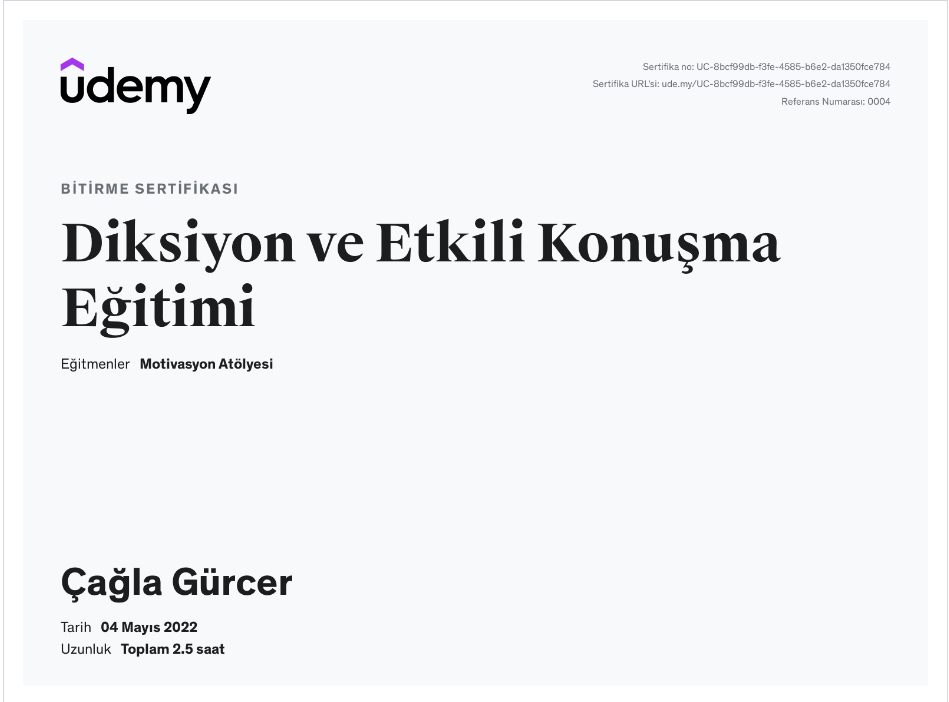 udemy
Sertifika no: UC-8bcf99db-f3fe-4585-b6e2-da1350fce784
Sertifika URL'si: ude.my/UC-8bcf99db-f3fe-4585-b6e2-da1350fce784
Referans Numarası: 0004
BİTİRME SERTİFİKASI
Diksiyon ve Etkili Konuşma
Eğitimi
Eğitmenler Motivasyon Atölyesi
Çağla Gürcer
Tarih 04 Mayıs 2022
Uzunluk Toplam 2.5 saat